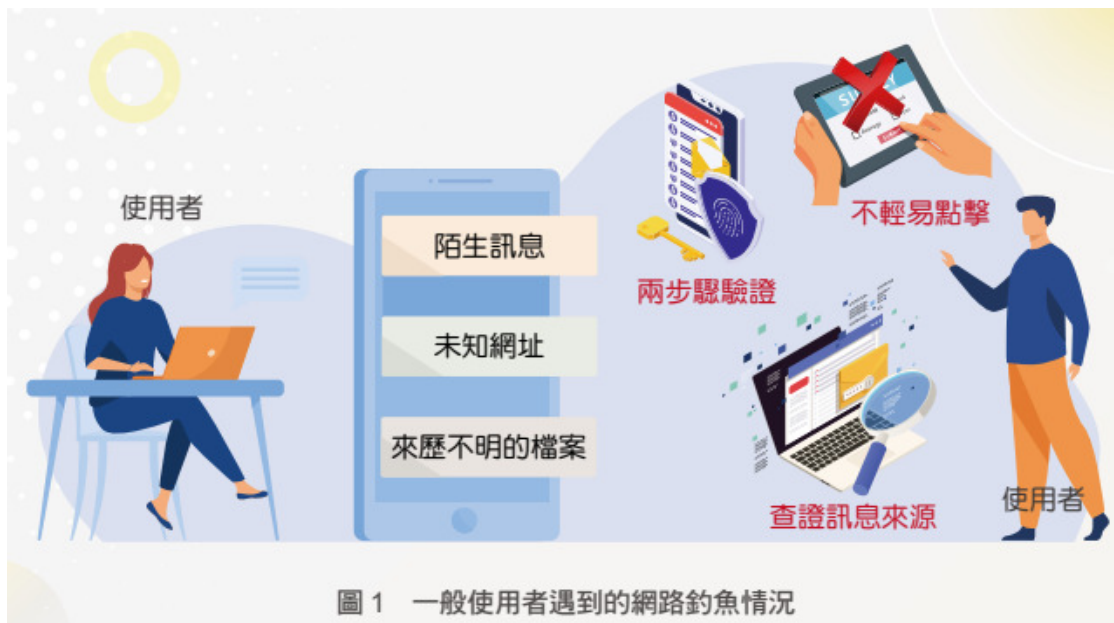 使用者
陌生訊息
未知網址
來歷不明的檔案
兩步驟驗證
不輕易點擊
查證訊息來源
使用者
圖 1 一般使用者遇到的網路釣魚情況